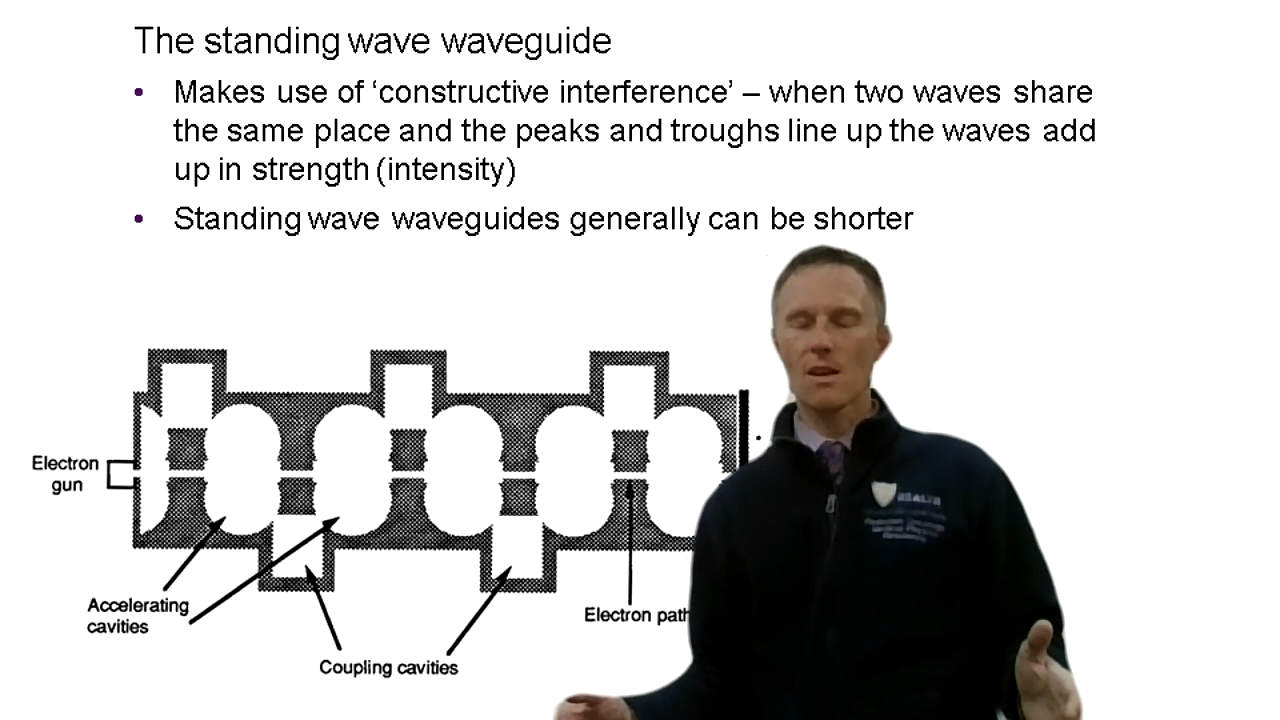 The standing wave waveguide
• Makes use of ‘constructive interference’ – when two waves share
the same place and the peaks and troughs line up the waves add
up in strength (intensity)
• Standing wave waveguides generally can be shorter
Electron
gun
Accelerating
cavities
Coupling cavities
Electron path
HEALTH